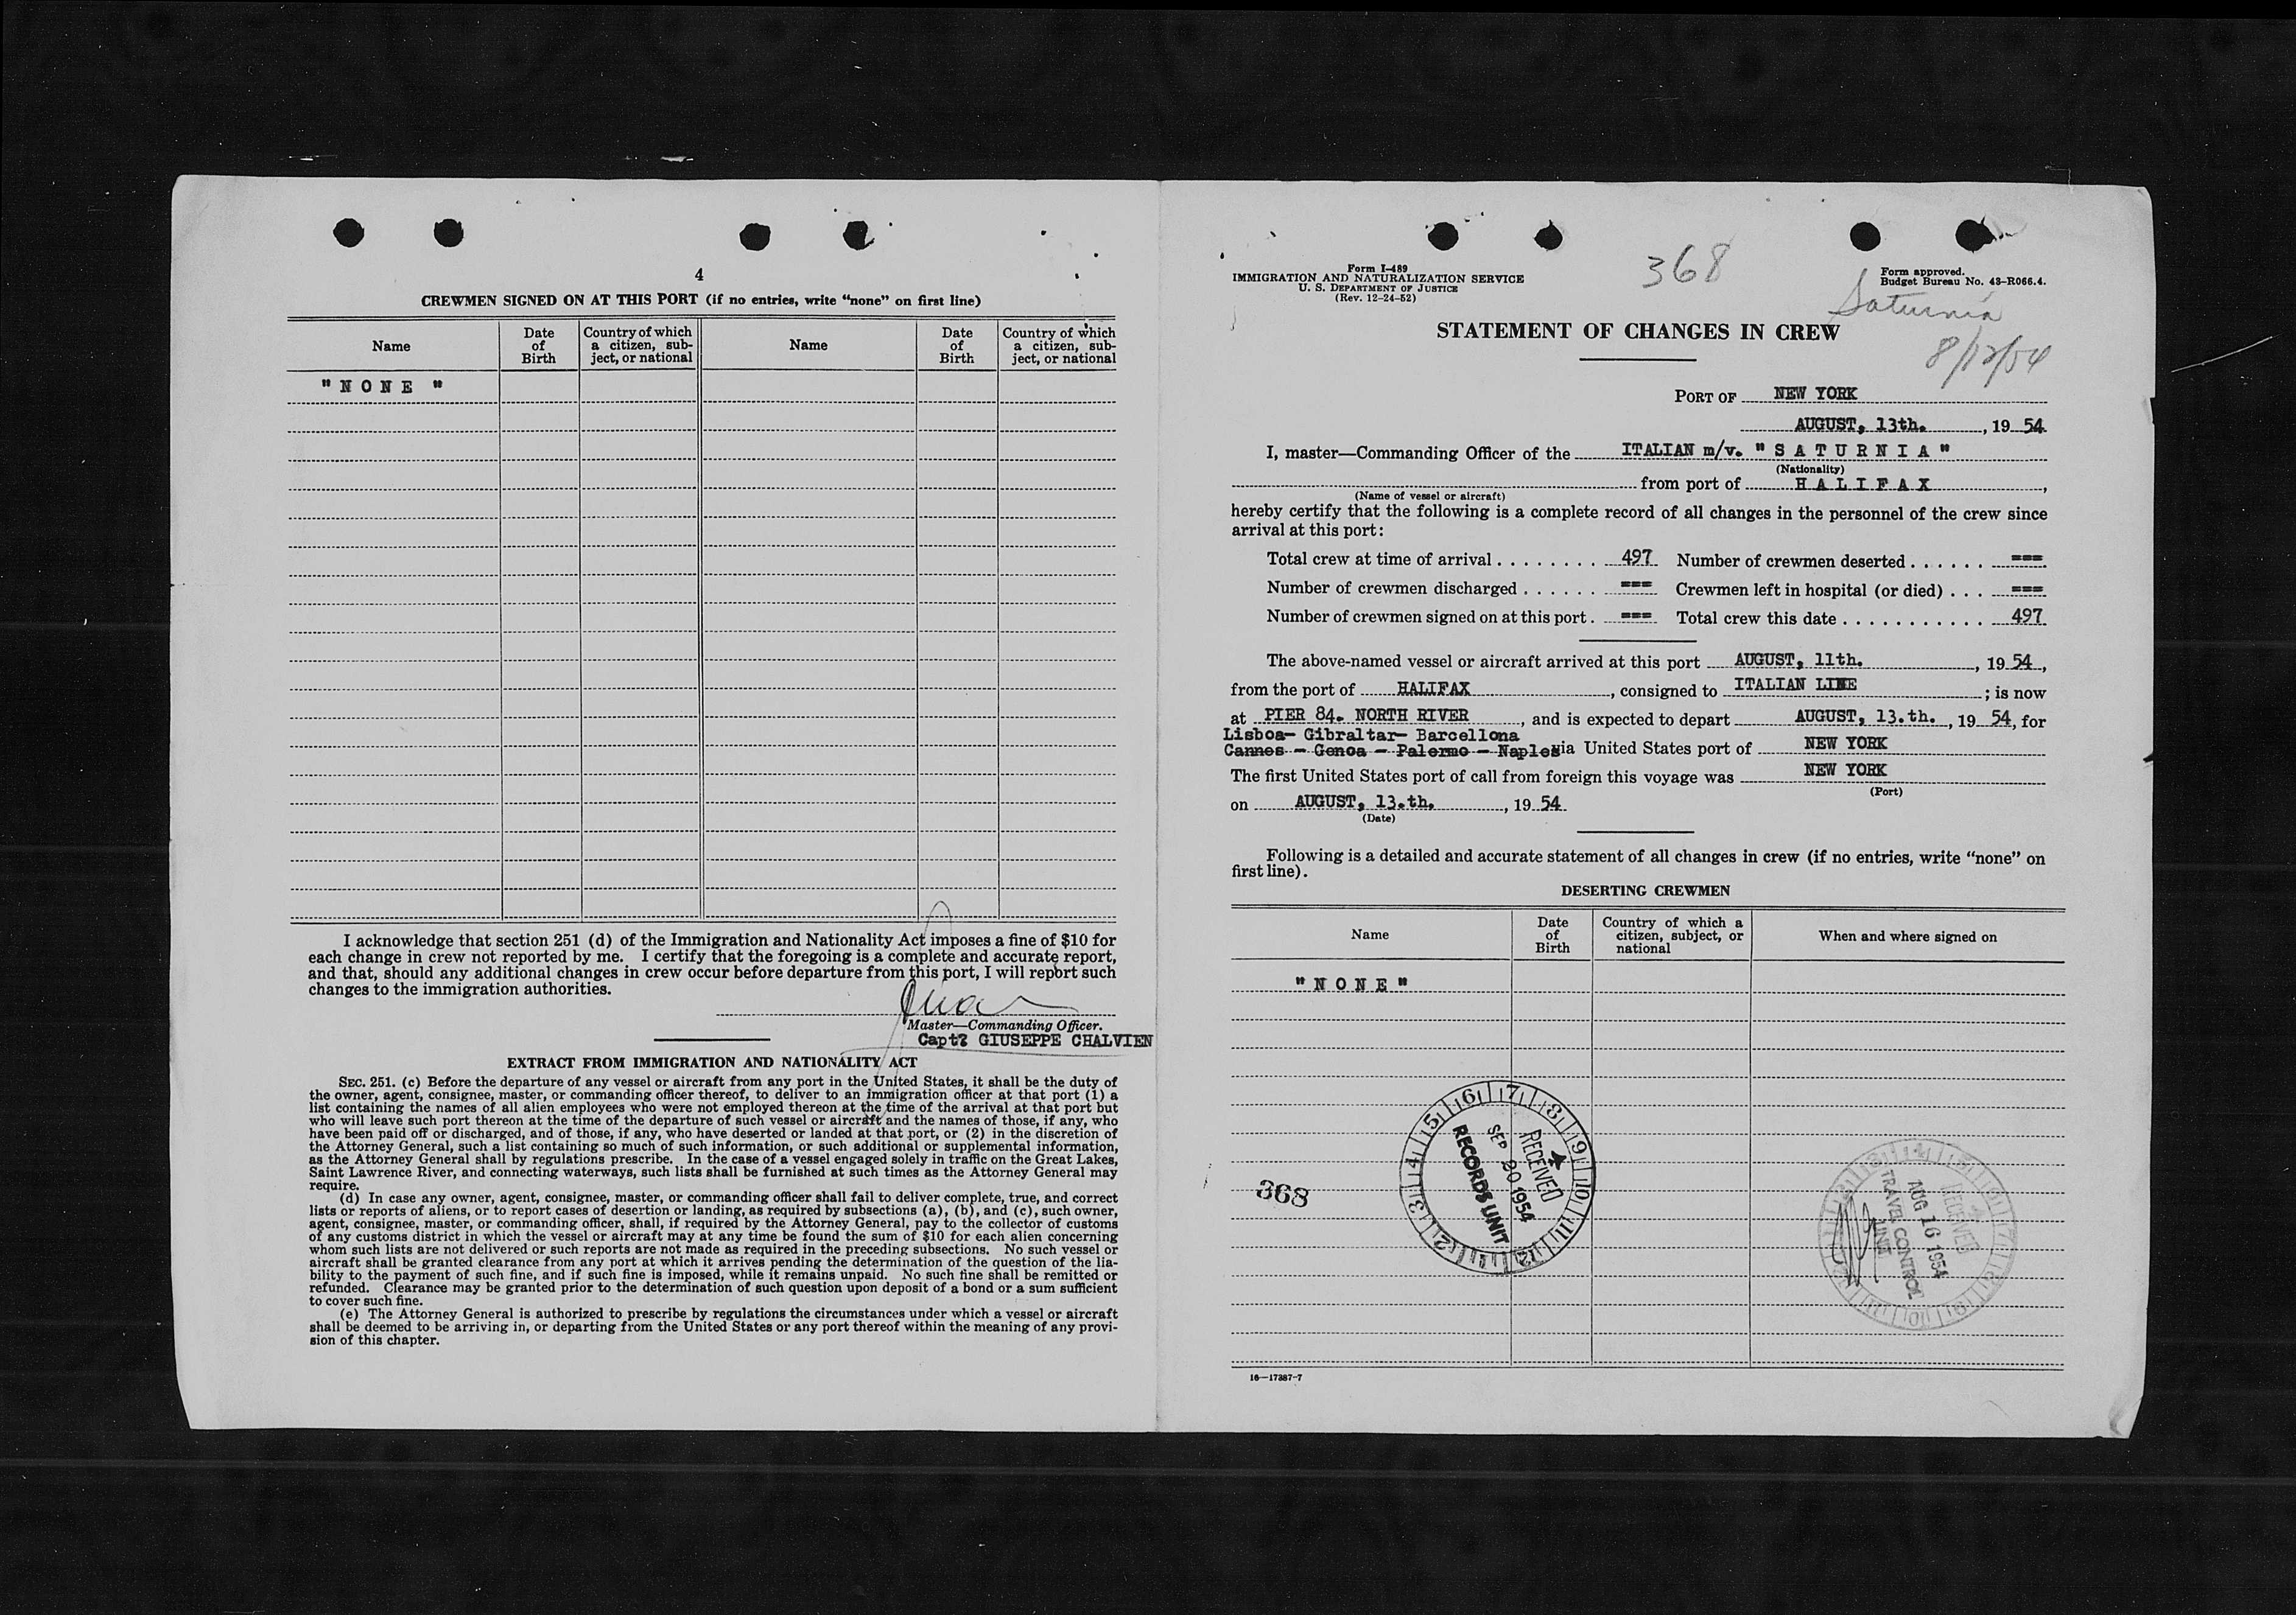 4
CREWMEN SIGNED ON AT THIS PORT (if no entries, write “none” on first line)
Name
Date of Birth
Country of which a citizen, subject, or national
Name
Date of Birth
Country of which a citizen, subject, or national
" N O N E "
I acknowledge that section 251 (d) of the Immigration and Nationality Act imposes a fine of $10 for
each change in crew not reported by me. I certify that the foregoing is a complete and accurate report,
and that, should any additional changes in crew occur before departure from this port, I will report such
changes to the immigration authorities.
Master—Commanding Officer.
Capt? GIUSEPPE CHALVIEN
EXTRACT FROM IMMIGRATION AND NATIONALITY ACT
SEC. 251. (c) Before the departure of any vessel or aircraft from any port in the United States, it shall be the duty of
the owner, agent, consignee, master, or commanding officer thereof, to deliver to an immigration officer at that port (1) a
list containing the names of all alien employees who were not employed thereon at the time of the arrival at that port but
who will leave such port thereon at the time of the departure of such vessel or aircraft and the names of those, if any, who
have been paid off or discharged, and of those, if any, who have deserted or landed at that port, or (2) in the discretion of
the Attorney General, such a list containing so much of such information, or such additional or supplemental information,
as the Attorney General shall by regulations prescribe. In the case of a vessel engaged solely in traffic on the Great Lakes,
Saint Lawrence River, and connecting waterways, such lists shall be furnished at such times as the Attorney General may
require.
(d) In case any owner, agent, consignee, master, or commanding officer shall fail to deliver complete, true, and correct
lists or reports of aliens, or to report cases of desertion or landing, as required by subsections (a), (b), and (c), such owner,
agent, consignee, master, or commanding officer, shall, if required by the Attorney General, pay to the collector of customs
of any customs district in which the vessel or aircraft may at any time be found the sum of $10 for each alien concerning
whom such lists are not delivered or such reports are not made as required in the preceding subsections. No such vessel or
aircraft shall be granted clearance from any port at which it arrives pending the determination of the question of the lia-
bility to the payment of such fine, and if such fine is imposed, while it remains unpaid. No such fine shall be remitted or
refunded. Clearance may be granted prior to the determination of such question upon deposit of a bond or a sum sufficient
to cover such fine.
(e) The Attorney General is authorized to prescribe by regulations the circumstances under which a vessel or aircraft
shall be deemed to be arriving in, or departing from the United States or any port thereof within the meaning of any provi-
sion of this chapter.
Form I-489
IMMIGRATION AND NATURALIZATION SERVICE
U. S. DEPARTMENT OF JUSTICE
(Rev. 12-24-52)
368
Form approved.
Budget Bureau No. 43-R066.4.
Saturnia
STATEMENT OF CHANGES IN CREW
8/12/54
PORT OF NEW YORK
AUGUST, 13th., 19 54
I, master—Commanding Officer of the ITALIAN m/v. " S A T U R N I A "
(Nationality)
from port of H A L I F A X ,
(Name of vessel or aircraft)
hereby certify that the following is a complete record of all changes in the personnel of the crew since
arrival at this port:
Total crew at time of arrival . . . . . . . . 497 Number of crewmen deserted . . . . . . ===
Number of crewmen discharged . . . . . . === Crewmen left in hospital (or died) . . . ===
Number of crewmen signed on at this port . === Total crew this date . . . . . . . . . . . 497
The above-named vessel or aircraft arrived at this port AUGUST, 11th. , 19 54 ,
from the port of HALIFAX , consigned to ITALIAN LINE ; is now
at PIER 84. NORTH RIVER , and is expected to depart AUGUST, 13.th. , 19 54, for
Lisboa- Gibraltar- Barcellona
Cannes - Genoa - Palermo - Naples ia United States port of NEW YORK
The first United States port of call from foreign this voyage was NEW YORK
(Port)
on AUGUST, 13.th. , 19 54
(Date)
Following is a detailed and accurate statement of all changes in crew (if no entries, write “none” on
first line).
DESERTING CREWMEN
Name
Date of Birth
Country of which a citizen, subject, or national
When and where signed on
" N O N E "
RECEIVED
SEP 20 1954
RECORDS UNIT
368
RECEIVED
AUG 16 1954
TRAVEL CONTROL
UNIT
16—17387-7